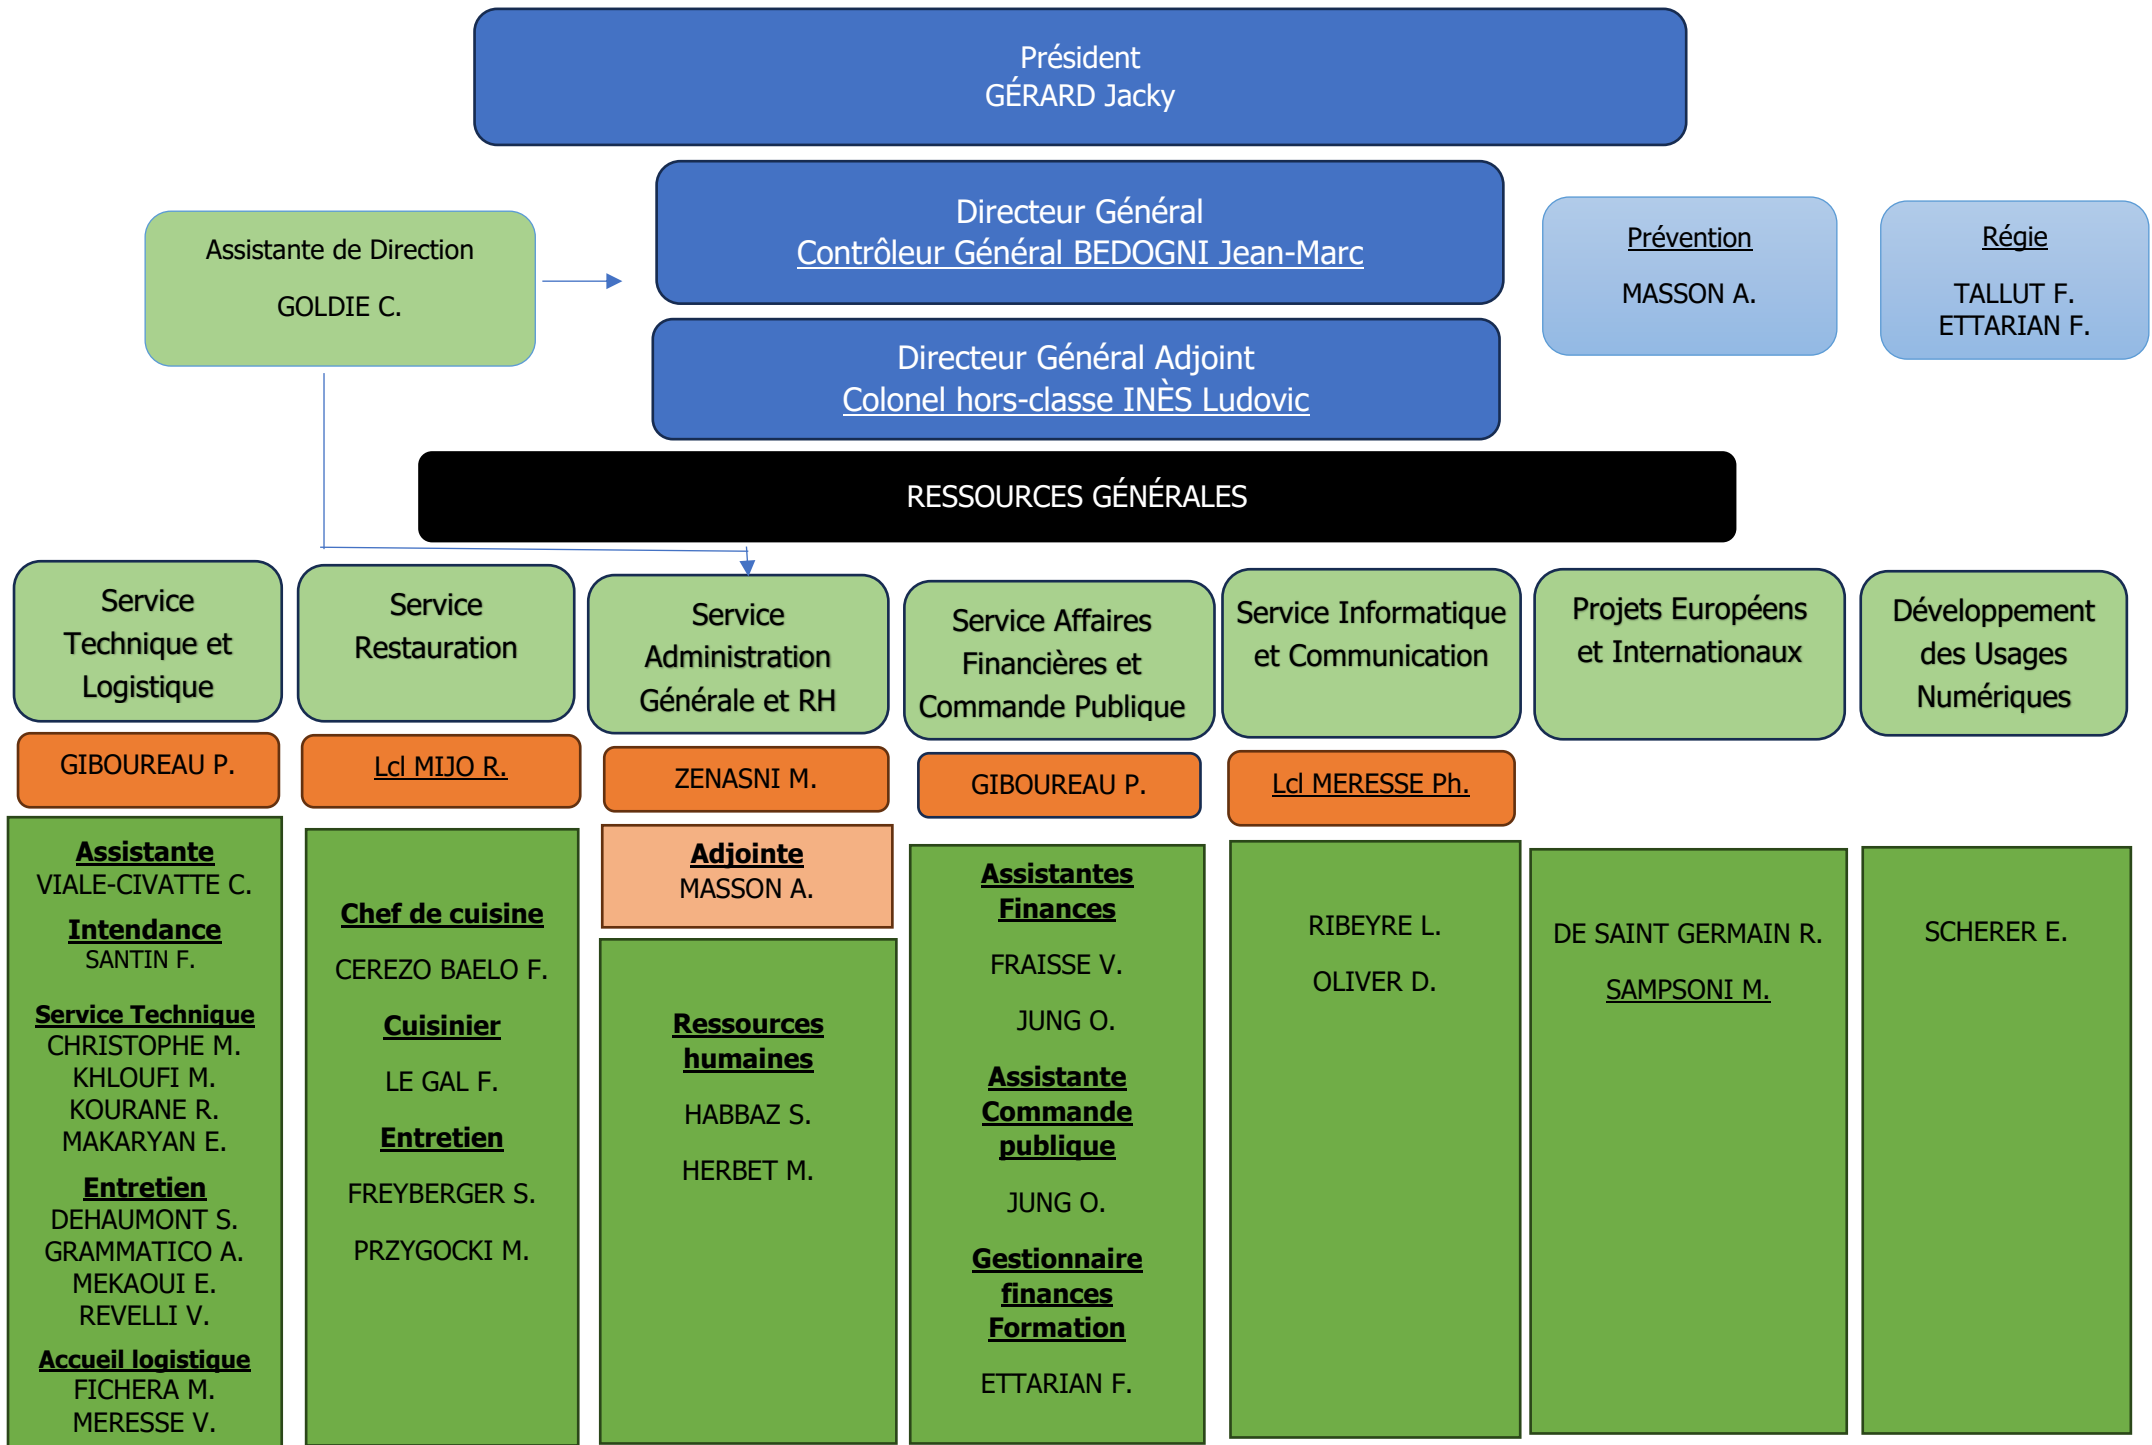 Président
GÉRARD Jacky
Directeur Général
Contrôleur Général BEDOGNI Jean-Marc
Assistante de Direction
GOLDIE C.
Prévention
MASSON A.
Régie
TALLUT F.
ETTARIAN F.
Directeur Général Adjoint
Colonel hors-classe INÈS Ludovic
RESSOURCES GÉNÉRALES
Service
Technique et
Logistique
GIBOUREAU P.
Assistante
VIALE-CIVATTE C.
Intendance
SANTIN F.
Service Technique
CHRISTOPHE M.
KHLOUFI M.
KOURANE R.
MAKARYAN E.
Entretien
DEHAUMONT S.
GRAMMATICO A.
MEKAOUI E.
REVELLI V.
Accueil logistique
FICHERA M.
MERESSE V.
Service
Restauration
Lcl MIJO R.
Chef de cuisine
CEREZO BAELO F.
Cuisinier
LE GAL F.
Entretien
FREYBERGER S.
PRZYGOCKI M.
Service
Administration
Générale et RH
ZENASNI M.
Adjointe
MASSON A.
Ressources
humaines
HABBAZ S.
HERBET M.
Service Affaires
Financières et
Commande Publique
GIBOUREAU P.
Assistantes
Finances
FRAISSE V.
JUNG O.
Assistante
Commande
publique
JUNG O.
Gestionnaire
finances
Formation
ETTARIAN F.
Service Informatique
et Communication
Lcl MERESSE Ph.
RIBEYRE L.
OLIVER D.
Projets Européens
et Internationaux
DE SAINT GERMAIN R.
SAMPSONI M.
Développement
des Usages
Numériques
SCHERER E.